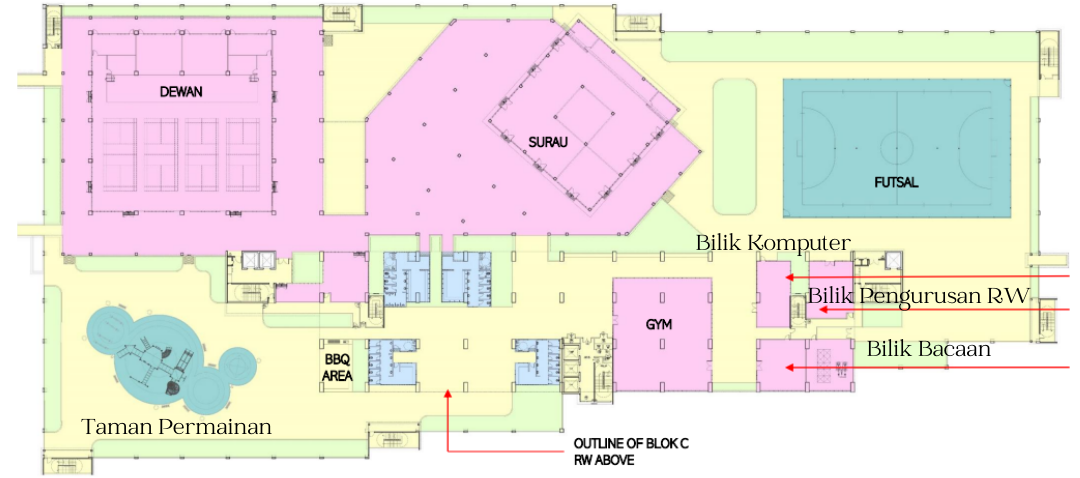 DEWAN
SURAU
FUTSAL
Bilik Komputer
Bilik Pengurusan RW
GYM
Bilik Bacaan
BBQ
AREA
Taman Permainan
OUTLINE OF BLOK C
RW ABOVE